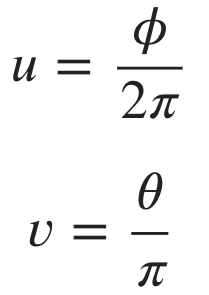 u = ϕ / 2π
v = θ / π